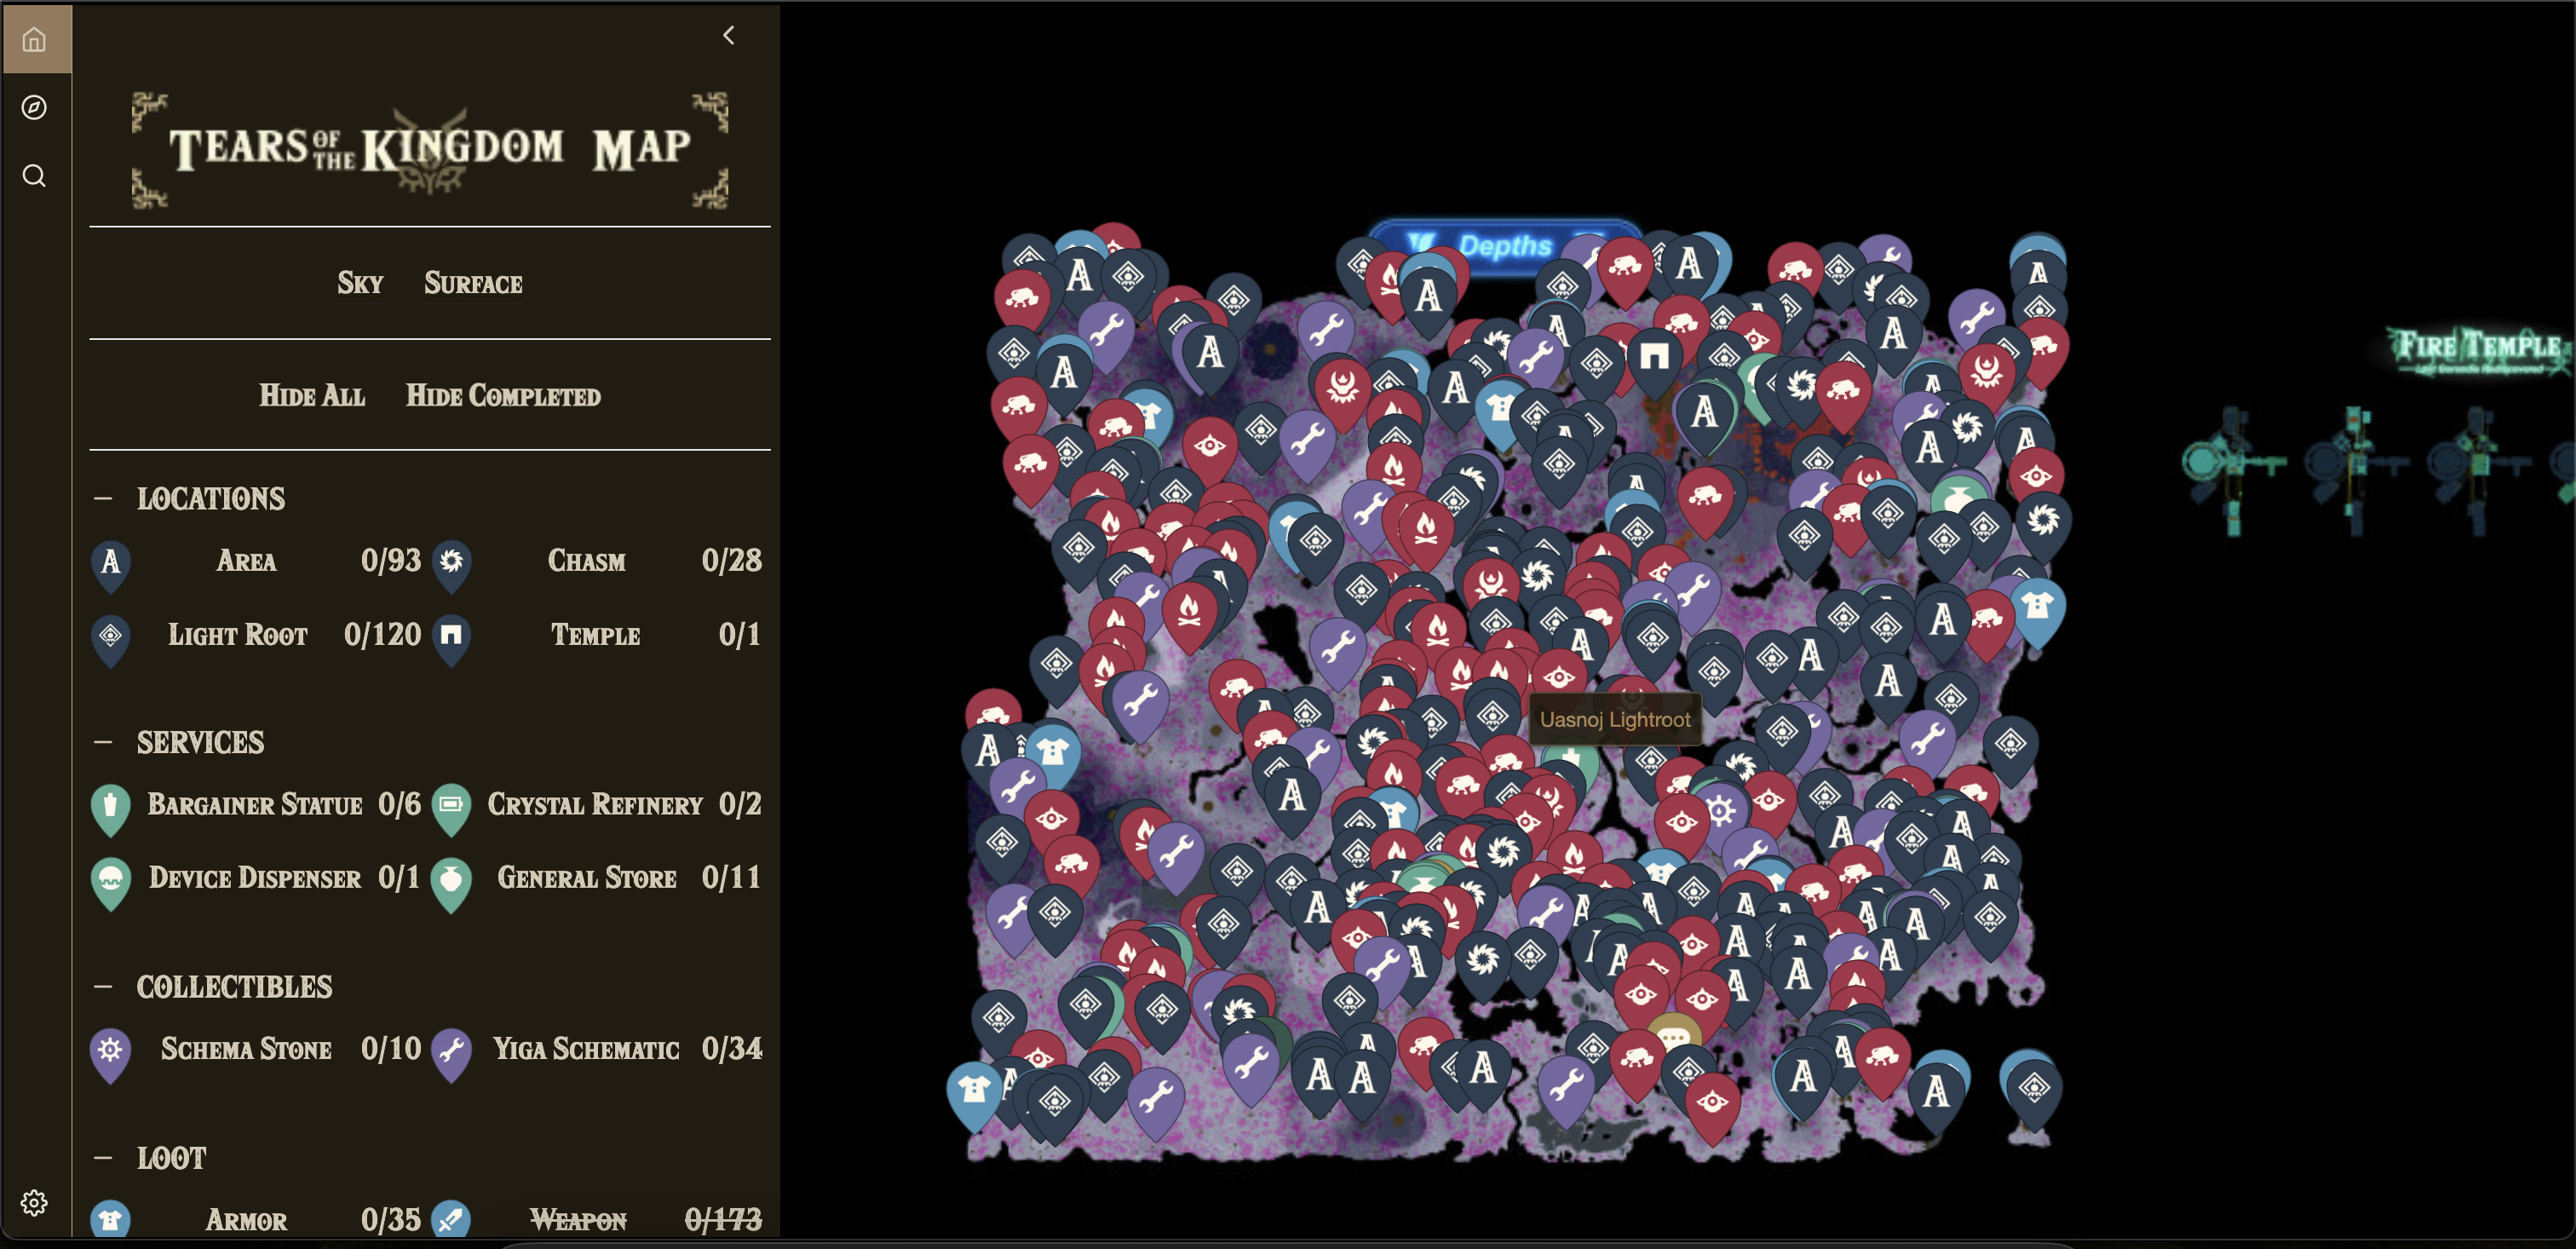 TEARS OF THE KINGDOM MAP
SKY SURFACE
HIDE ALL HIDE COMPLETED
LOCATIONS
AREA 0/93 CHASM 0/28
LIGHT ROOT 0/120 TEMPLE 0/1
SERVICES
BARGAINER STATUE 0/6 CRYSTAL REFINERY 0/2
DEVICE DISPENSER 0/1 GENERAL STORE 0/11
COLLECTIBLES
SCHEMA STONE 0/10 YIGA SCHEMATIC 0/34
LOOT
ARMOR 0/35 WEAPON 0/173
Depths
Uasnoj Lightroot
FIRE TEMPLE